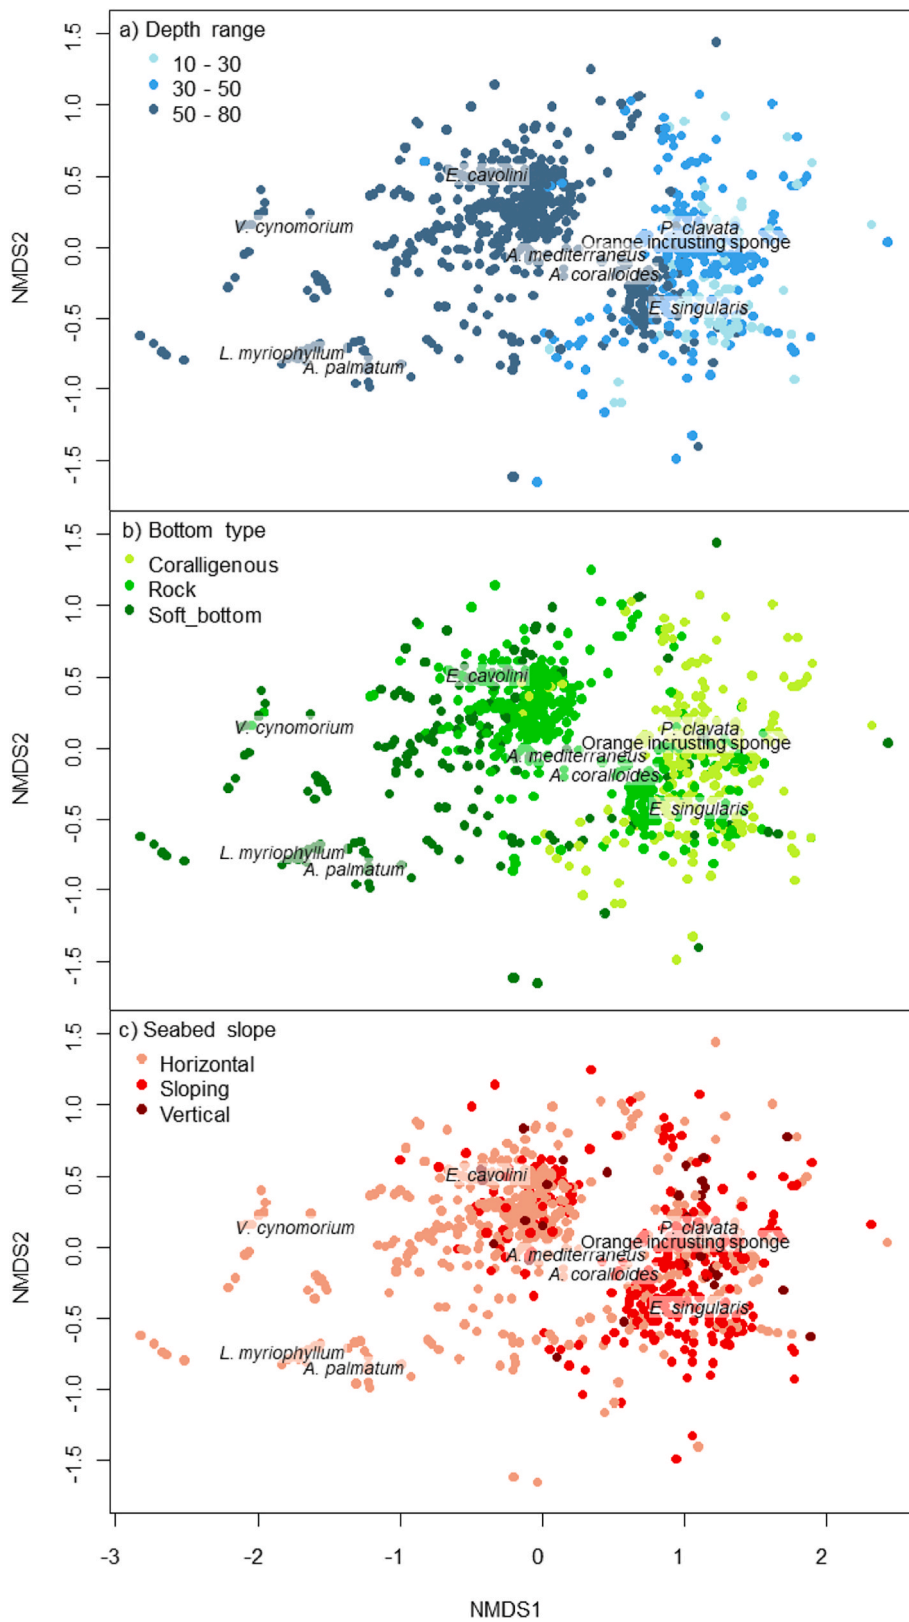 a) Depth range
10 - 30
30 - 50
50 - 80
1.5
1.0
0.5
0.0
-0.5
-1.0
-1.5
NMDS2
E. cavolini
V. cynomorium
P. clavata
Orange incrusting sponge
A. mediterraneus
A. coralloides
E. singularis
L. myriophyllum
A. palmatum
b) Bottom type
Coralligenous
Rock
Soft_bottom
1.5
1.0
0.5
0.0
-0.5
-1.0
-1.5
NMDS2
E. cavolini
V. cynomorium
P. clavata
Orange incrusting sponge
A. mediterraneus
A. coralloides
E. singularis
L. myriophyllum
A. palmatum
c) Seabed slope
Horizontal
Sloping
Vertical
1.5
1.0
0.5
0.0
-0.5
-1.0
-1.5
NMDS2
E. cavolini
V. cynomorium
P. clavata
Orange incrusting sponge
A. mediterraneus
A. coralloides
E. singularis
L. myriophyllum
A. palmatum
-3 -2 -1 0 1 2
NMDS1